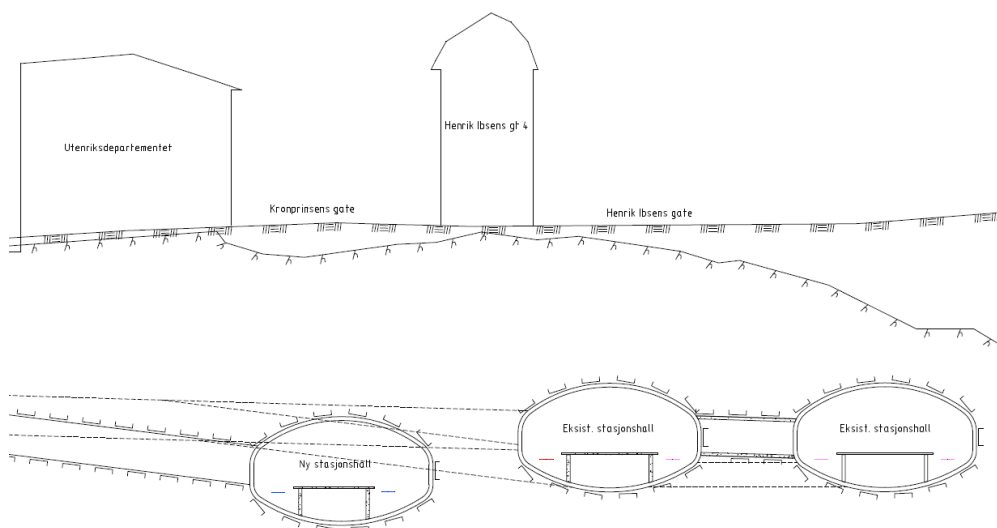 Henrik Ibsens gt 4
Utenriksdepartementet
Kronprinsens gate
Henrik Ibsens gate
Eksist. stasjonshall
Eksist. stasjonshall
Ny stasjonshall